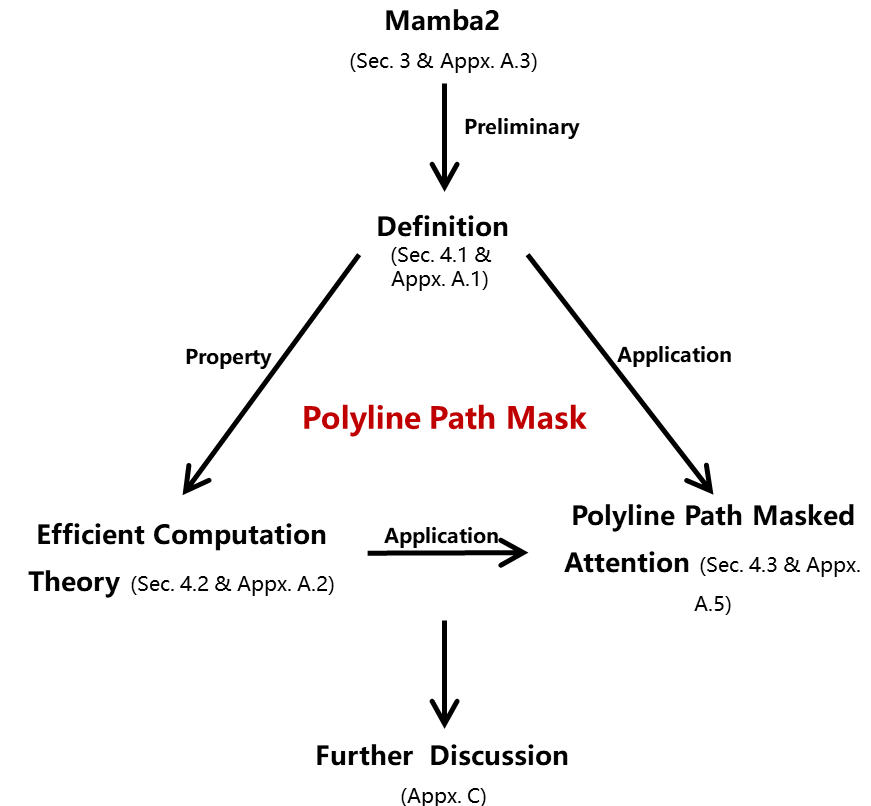 Mamba2
(Sec. 3 & Appx. A.3)
Preliminary
Definition
(Sec. 4.1 &
Appx. A.1)
Property
Application
Polyline Path Mask
Efficient Computation
Theory (Sec. 4.2 & Appx. A.2)
Application
Polyline Path Masked
Attention (Sec. 4.3 & Appx.
A.5)
Further Discussion
(Appx. C)